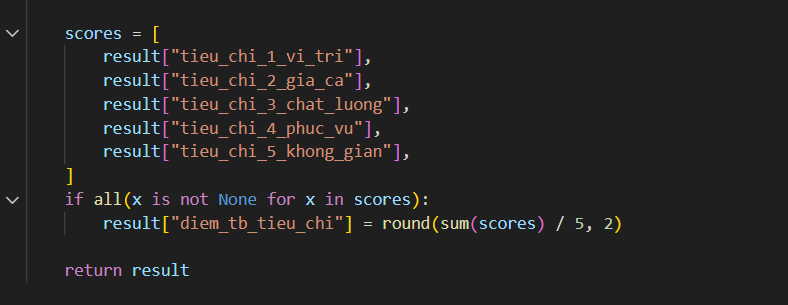 scores = [
result["tieu_chi_1_vi_tri"],
result["tieu_chi_2_gia_ca"],
result["tieu_chi_3_chat_luong"],
result["tieu_chi_4_phuc_vu"],
result["tieu_chi_5_khong_gian"],
]
if all(x is not None for x in scores):
result["diem_tb_tieu_chi"] = round(sum(scores) / 5, 2)
return result